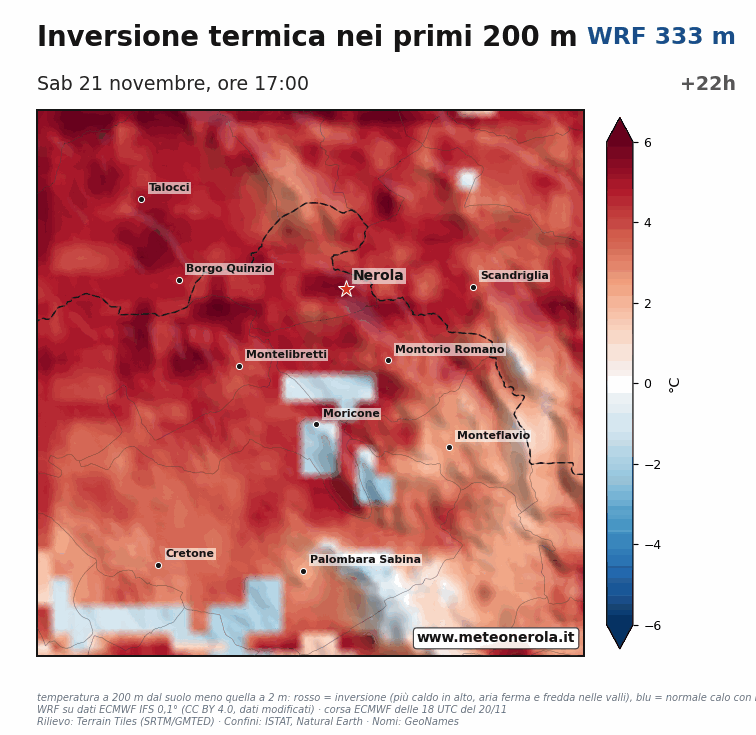 Inversione termica nei primi 200 m WRF 333 m
Sab 21 novembre, ore 17:00 +22h
Talocci
Borgo Quinzio
Nerola
Scandriglia
Montelibretti
Montorio Romano
Moricone
Monteflavio
Cretone
Palombara Sabina
www.meteonerola.it
6
4
2
0
−2
−4
−6
°C
temperatura a 200 m dal suolo meno quella a 2 m: rosso = inversione (più caldo in alto, aria ferma e fredda nelle valli), blu = normale calo con
WRF su dati ECMWF IFS 0,1° (CC BY 4.0, dati modificati) · corsa ECMWF delle 18 UTC del 20/11
Rilievo: Terrain Tiles (SRTM/GMTED) · Confini: ISTAT, Natural Earth · Nomi: GeoNames